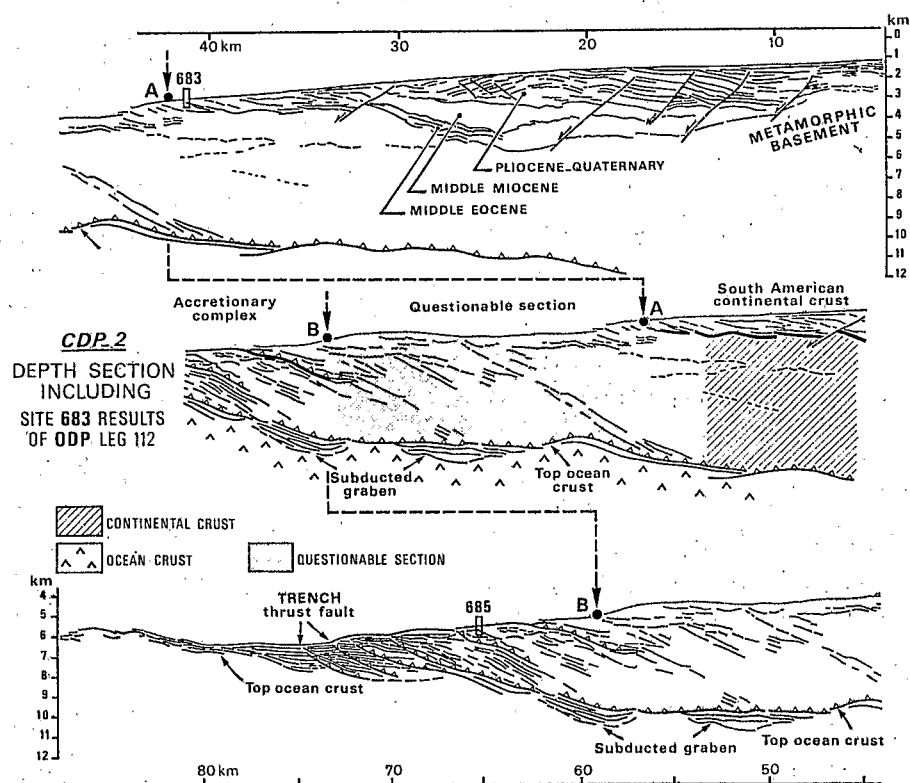 km
40 km 30 20 10
0
1
2
3
4
5
6
7
8
9
10
11
12
A 683
METAMORPHIC
BASEMENT
PLIOCENE-QUATERNARY
MIDDLE MIOCENE
MIDDLE EOCENE
Accretionary
complex
Questionable section
South American
continental crust
B
A
CDP 2
DEPTH SECTION
INCLUDING
SITE 683 RESULTS
OF ODP LEG 112
Subducted
graben
Top ocean
crust
CONTINENTAL CRUST
OCEAN CRUST
QUESTIONABLE SECTION
km
4
5
6
7
8
9
10
11
12
TRENCH
thrust fault
685
B
Top ocean crust
Subducted graben
Top ocean crust
80 km 70 60 50